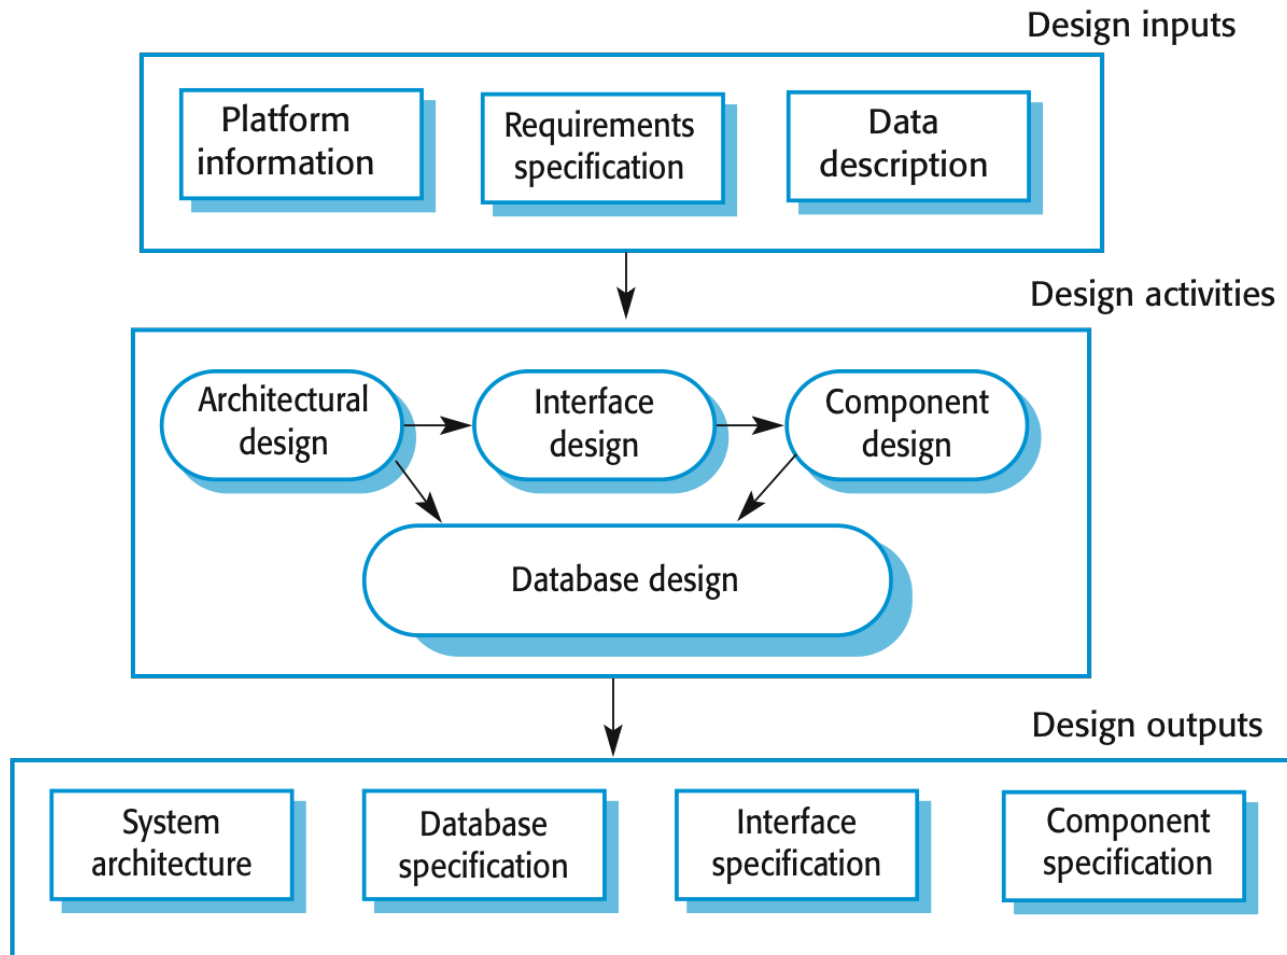 Design inputs
Platform
information
Requirements
specification
Data
description
Design activities
Architectural
design
Interface
design
Component
design
Database design
Design outputs
System
architecture
Database
specification
Interface
specification
Component
specification